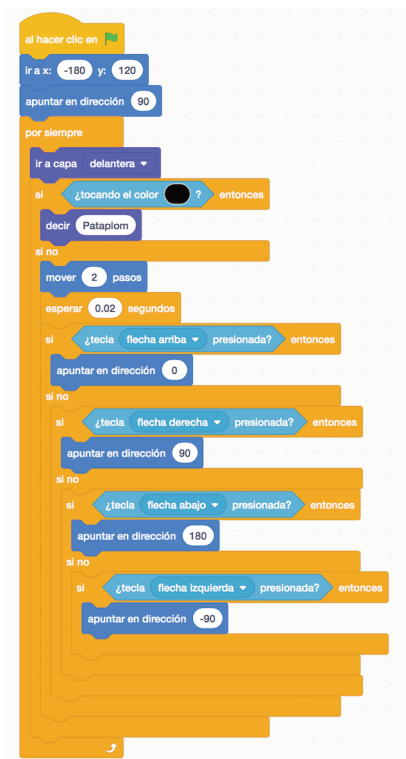 al hacer clic en
ir a x: -180 y: 120
apuntar en dirección 90
por siempre
ir a capa delantera
si ¿tocando el color ? entonces
decir Pataplom
si no
mover 2 pasos
esperar 0.02 segundos
si ¿tecla flecha arriba presionada? entonces
apuntar en dirección 0
si no
si ¿tecla flecha derecha presionada? entonces
apuntar en dirección 90
si no
si ¿tecla flecha abajo presionada? entonces
apuntar en dirección 180
si no
si ¿tecla flecha izquierda presionada? entonces
apuntar en dirección -90